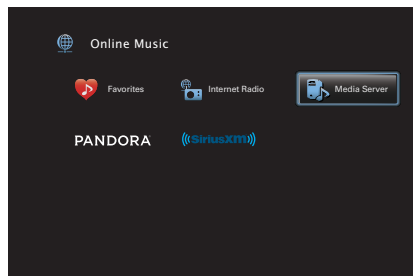 Online Music
Favorites Internet Radio Media Server
PANDORA ((SiriusXM))